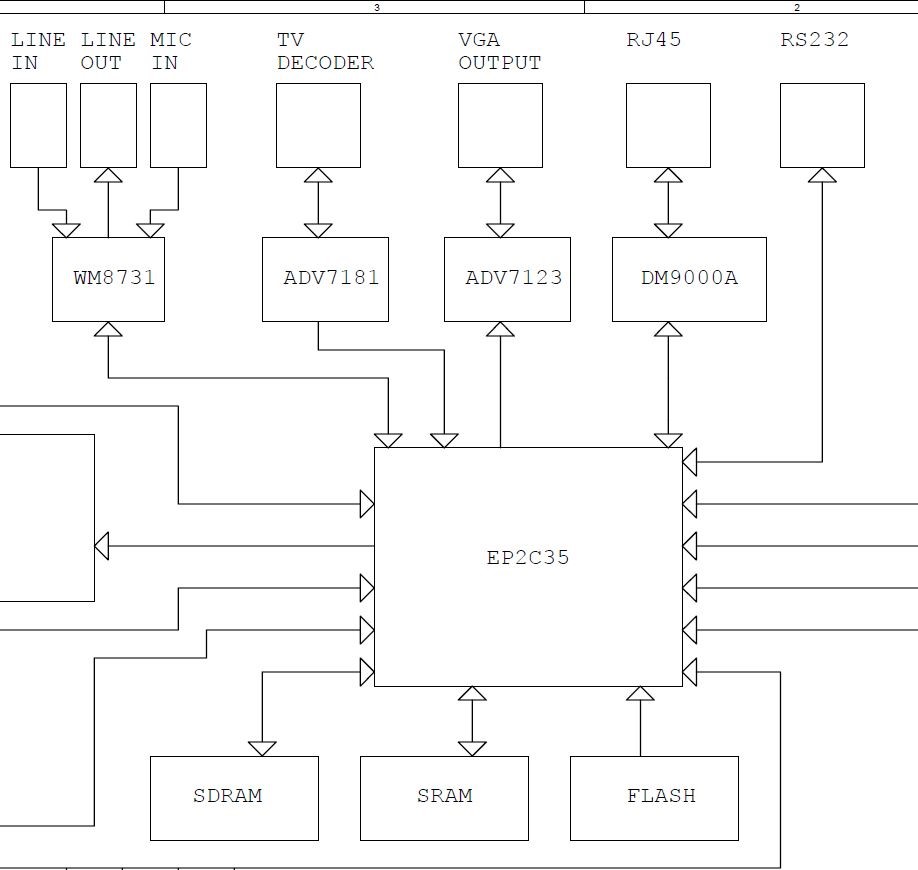 3 2
LINE LINE MIC TV VGA RJ45 RS232
IN OUT IN DECODER OUTPUT
WM8731 ADV7181 ADV7123 DM9000A
EP2C35
SDRAM SRAM FLASH